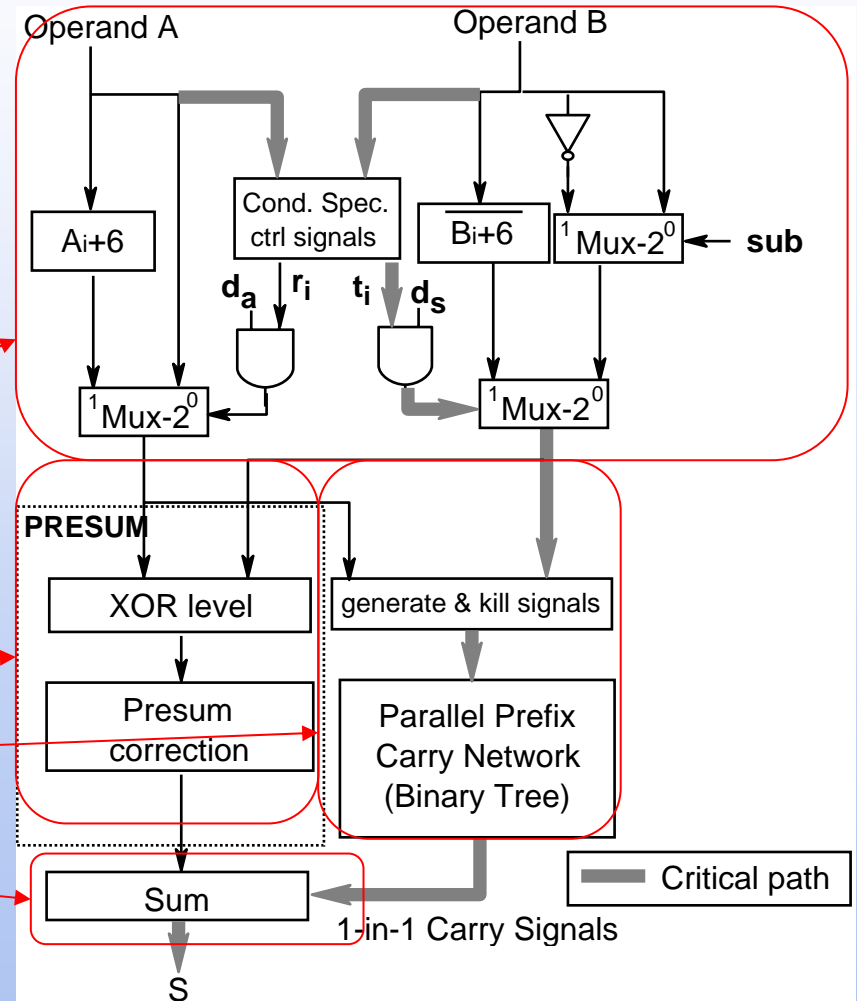 Operand A
Operand B
Cond. Spec.
ctrl signals
Ai+6
B̅i̅+̅6̅
1 Mux-2 0
sub
da
ri
ti
ds
1 Mux-2 0
1 Mux-2 0
PRESUM
XOR level
generate & kill signals
Presum
correction
Parallel Prefix
Carry Network
(Binary Tree)
Sum
Critical path
1-in-1 Carry Signals
S